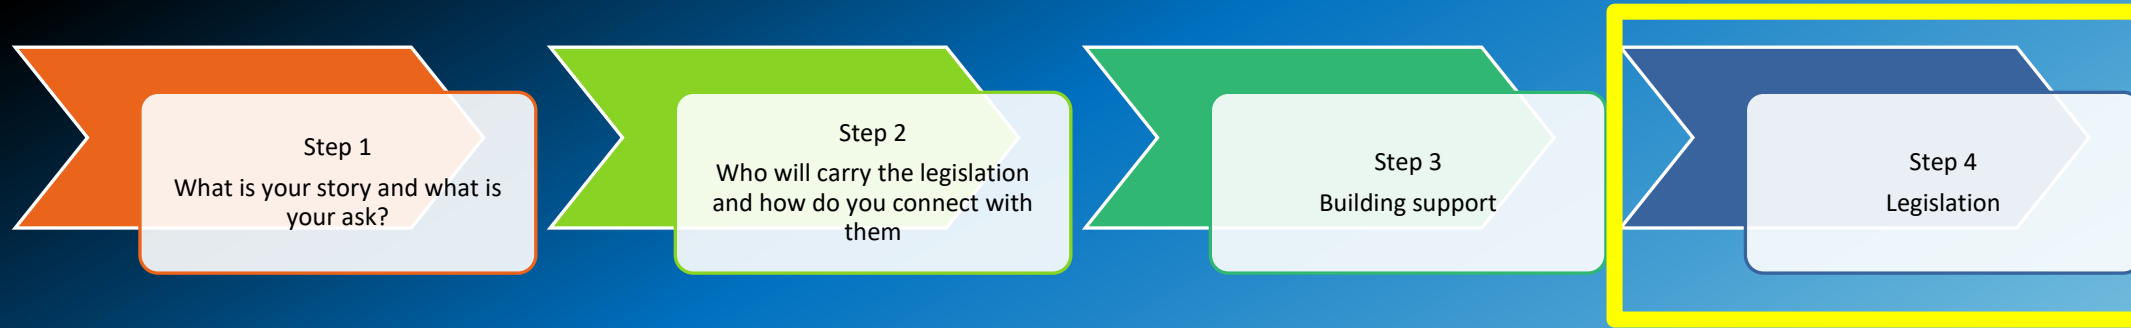 Step 1
What is your story and what is
your ask?
Step 2
Who will carry the legislation
and how do you connect with
them
Step 3
Building support
Step 4
Legislation